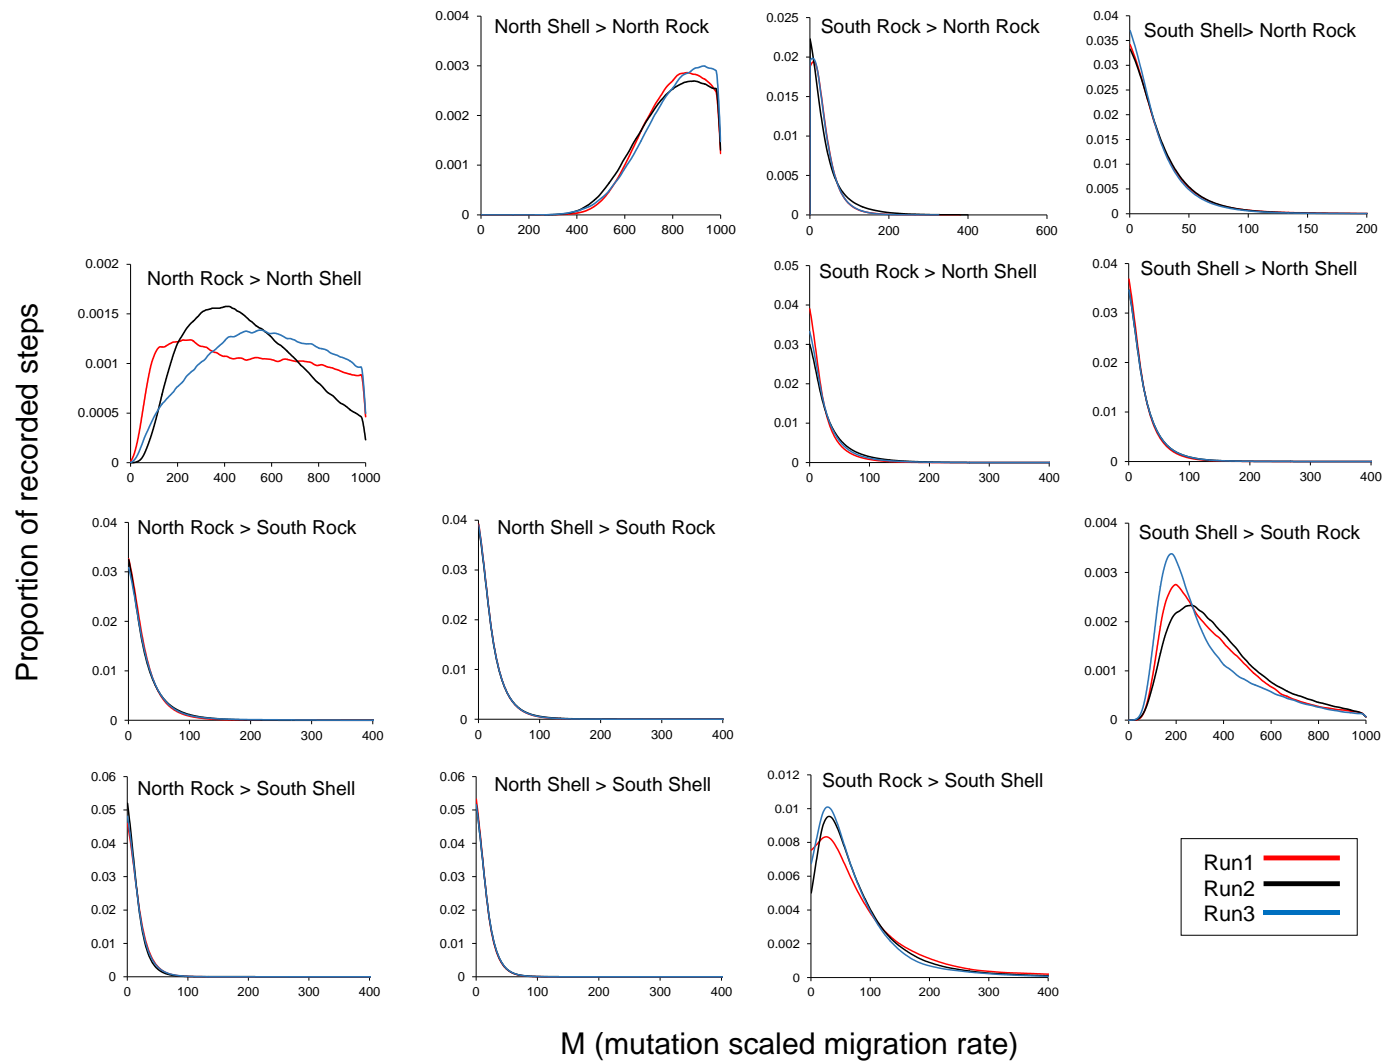 North Shell > North Rock
0.004
0.003
0.002
0.001
0
0 200 400 600 800 1000
South Rock > North Rock
0.025
0.02
0.015
0.01
0.005
0
0 200 400 600
South Shell> North Rock
0.04
0.035
0.03
0.025
0.02
0.015
0.01
0.005
0
0 50 100 150 200
Proportion of recorded steps
North Rock > North Shell
0.002
0.0015
0.001
0.0005
0
0 200 400 600 800 1000
South Rock > North Shell
0.05
0.04
0.03
0.02
0.01
0
0 100 200 300 400
South Shell > North Shell
0.04
0.03
0.02
0.01
0
0 100 200 300 400
North Rock > South Rock
0.04
0.03
0.02
0.01
0
0 100 200 300 400
North Shell > South Rock
0.04
0.03
0.02
0.01
0
0 100 200 300 400
South Shell > South Rock
0.004
0.003
0.002
0.001
0
0 200 400 600 800 1000
North Rock > South Shell
0.06
0.05
0.04
0.03
0.02
0.01
0
0 100 200 300 400
North Shell > South Shell
0.06
0.05
0.04
0.03
0.02
0.01
0
0 100 200 300 400
South Rock > South Shell
0.012
0.01
0.008
0.006
0.004
0.002
0
0 100 200 300 400
Run1
Run2
Run3
M (mutation scaled migration rate)